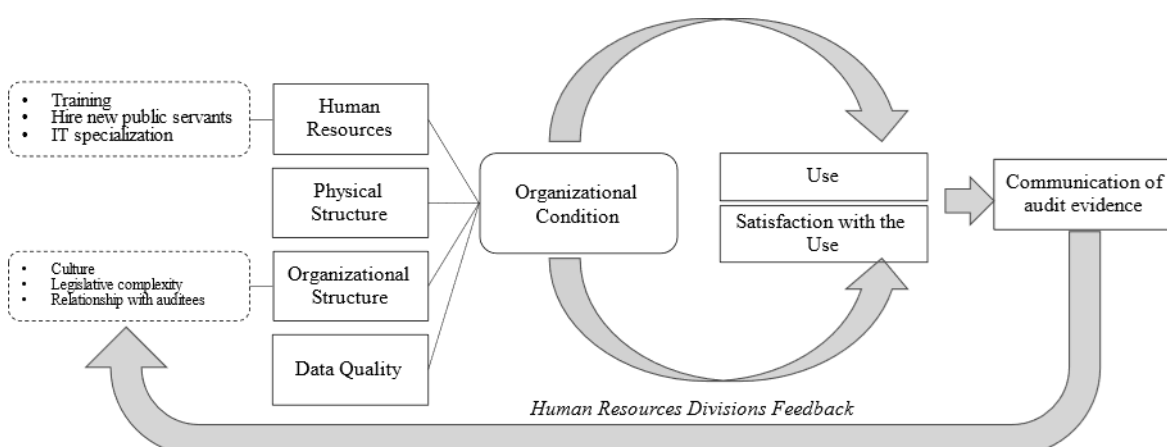 • Training
• Hire new public servants
• IT specialization
Human
Resources
Physical
Structure
• Culture
• Legislative complexity
• Relationship with auditees
Organizational
Structure
Data Quality
Organizational
Condition
Use
Satisfaction with the
Use
Communication of
audit evidence
Human Resources Divisions Feedback